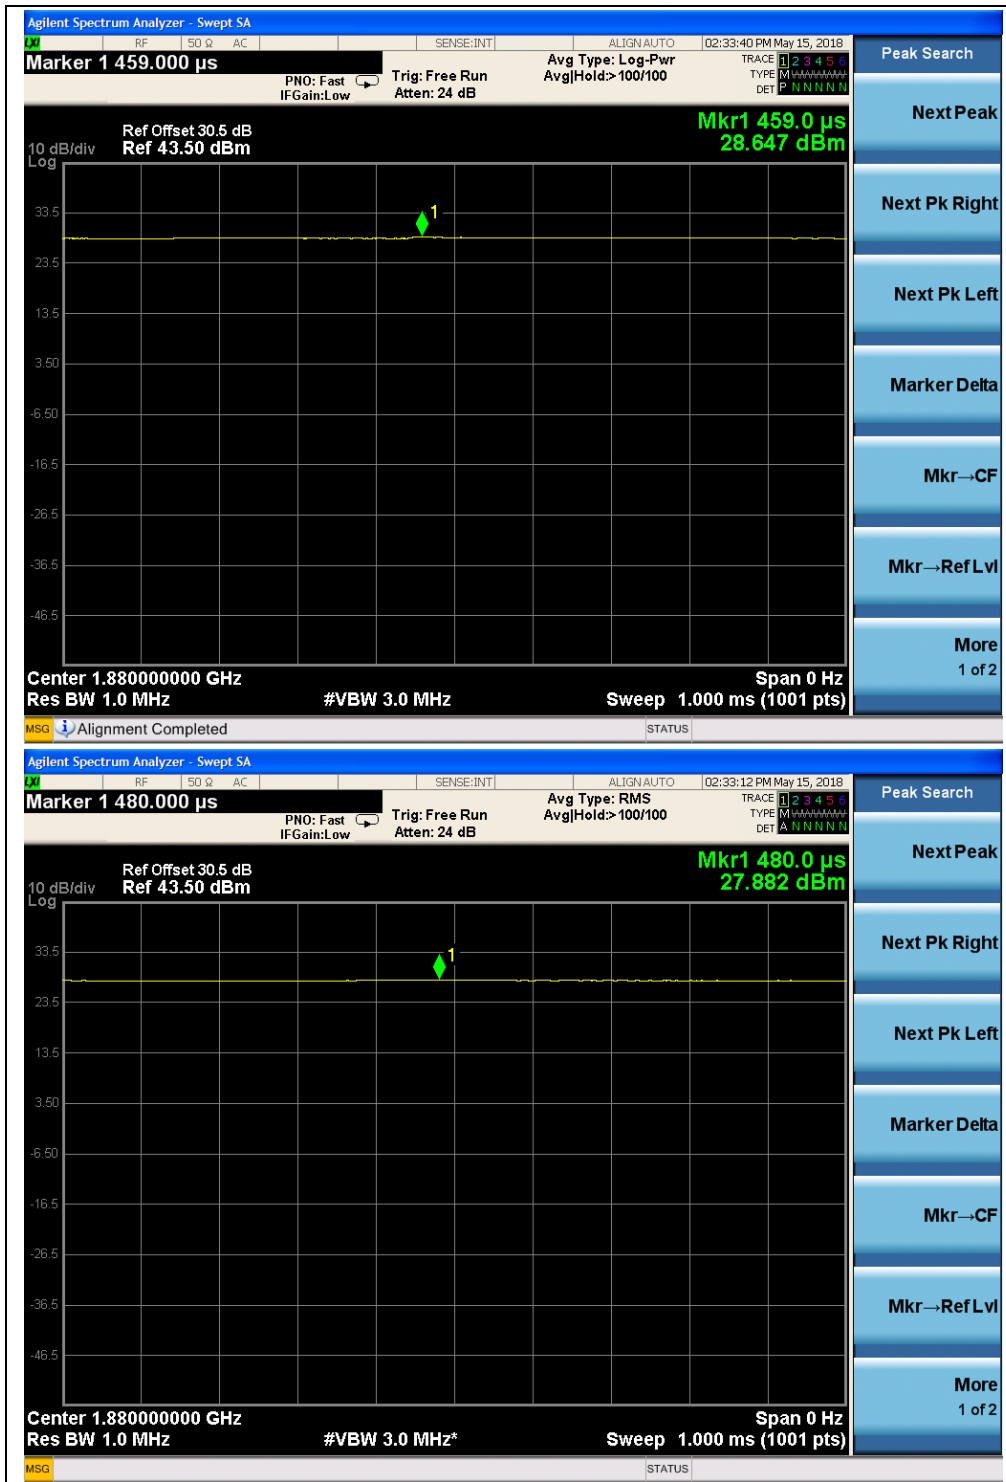 Agilent Spectrum Analyzer - Swept SA
LXI RF 50 Ω AC SENSE:INT ALIGN AUTO 02:33:40 PM May 15, 2018
Marker 1 459.000 µs
PNO: Fast
IFGain:Low
Trig: Free Run
Atten: 24 dB
Avg Type: Log-Pwr
Avg|Hold:>100/100
TRACE 1 2 3 4 5 6
TYPE M WWWWW
DET P N N N N N
Peak Search
Mkr1 459.0 µs
28.647 dBm
Ref Offset 30.5 dB
10 dB/div Ref 43.50 dBm
Log
1
33.5
23.5
13.5
3.50
-6.50
-16.5
-26.5
-36.5
-46.5
Center 1.880000000 GHz Span 0 Hz
Res BW 1.0 MHz #VBW 3.0 MHz Sweep 1.000 ms (1001 pts)
Next Peak
Next Pk Right
Next Pk Left
Marker Delta
Mkr→CF
Mkr→Ref Lvl
More
1 of 2
MSG Alignment Completed STATUS
Agilent Spectrum Analyzer - Swept SA
LXI RF 50 Ω AC SENSE:INT ALIGN AUTO 02:33:12 PM May 15, 2018
Marker 1 480.000 µs
PNO: Fast
IFGain:Low
Trig: Free Run
Atten: 24 dB
Avg Type: RMS
Avg|Hold:>100/100
TRACE 1 2 3 4 5 6
TYPE M WWWWW
DET A N N N N N
Peak Search
Mkr1 480.0 µs
27.882 dBm
Ref Offset 30.5 dB
10 dB/div Ref 43.50 dBm
Log
1
33.5
23.5
13.5
3.50
-6.50
-16.5
-26.5
-36.5
-46.5
Center 1.880000000 GHz Span 0 Hz
Res BW 1.0 MHz #VBW 3.0 MHz* Sweep 1.000 ms (1001 pts)
Next Peak
Next Pk Right
Next Pk Left
Marker Delta
Mkr→CF
Mkr→Ref Lvl
More
1 of 2
MSG STATUS